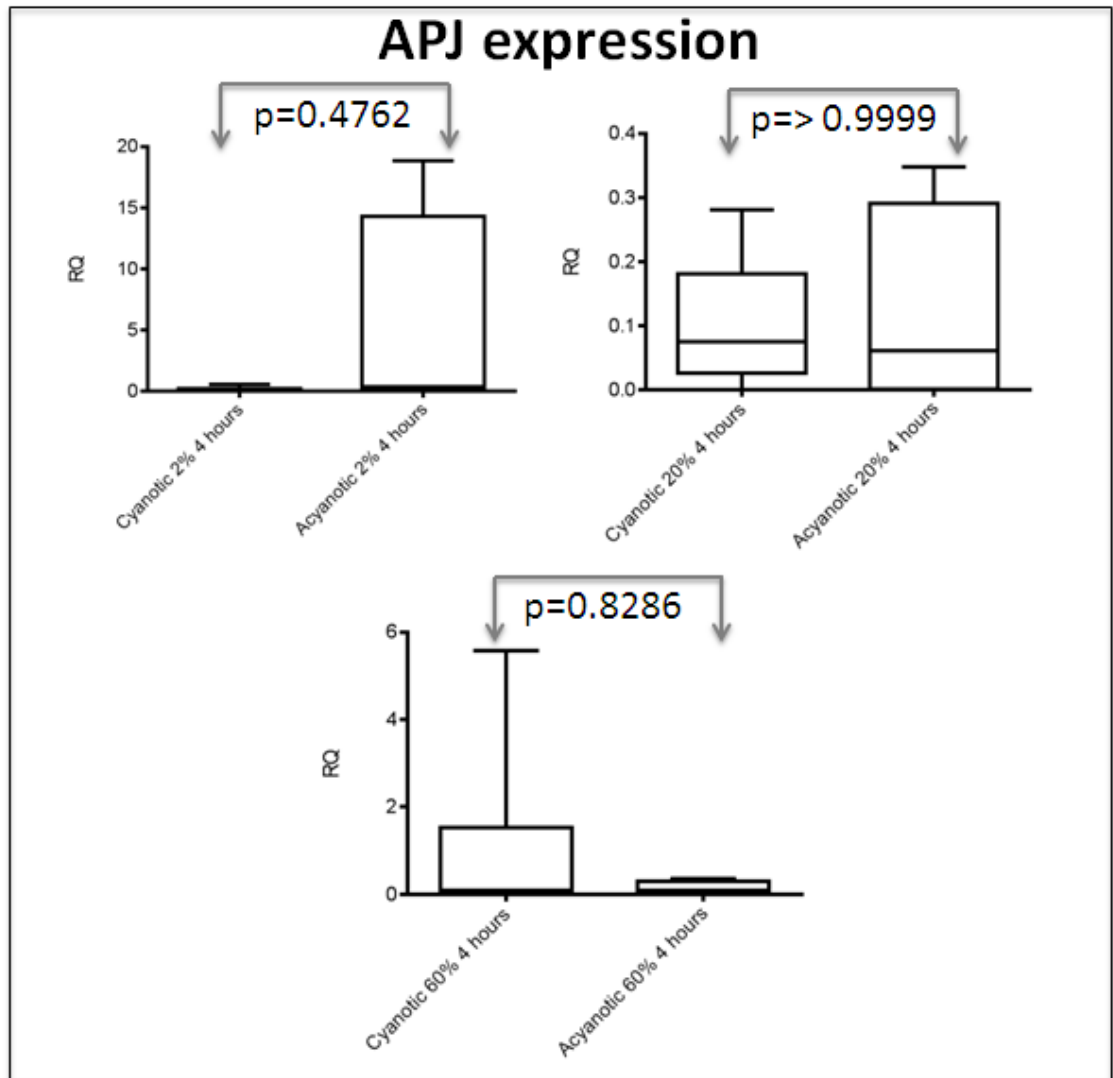 APJ expression
p=0.4762
20
15
10
5
0
RQ
Cyanotic 2% 4 hours
Acyanotic 2% 4 hours
p=> 0.9999
0.4
0.3
0.2
0.1
0.0
RQ
Cyanotic 20% 4 hours
Acyanotic 20% 4 hours
p=0.8286
6
4
2
0
RQ
Cyanotic 60% 4 hours
Acyanotic 60% 4 hours